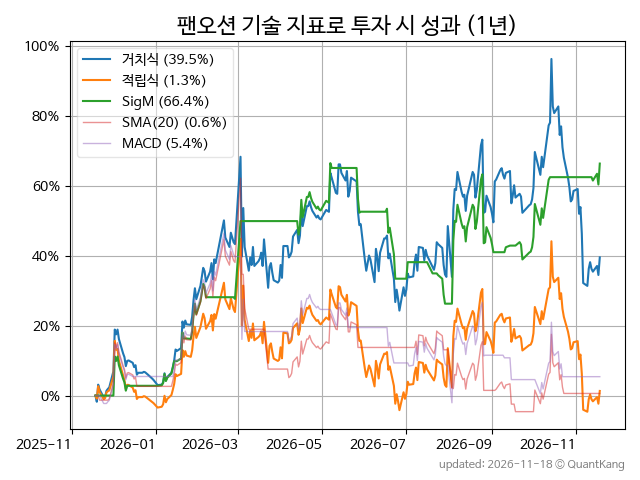 팬오션 기술 지표로 투자 시 성과 (1년)
100%
80%
60%
40%
20%
0%
거치식 (39.5%)
적립식 (1.3%)
SigM (66.4%)
SMA(20) (0.6%)
MACD (5.4%)
2025-11
2026-01
2026-03
2026-05
2026-07
2026-09
2026-11
updated: 2026-11-18 © QuantKang